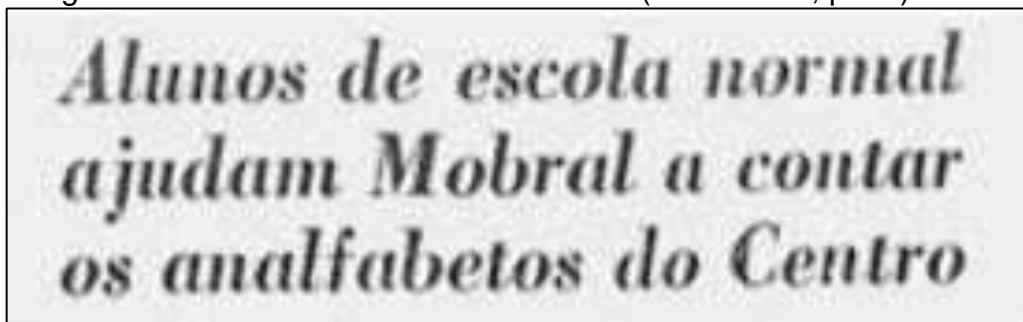 Alunos de escola normal
ajudam Mobral a contar
os analfabetos do Centro